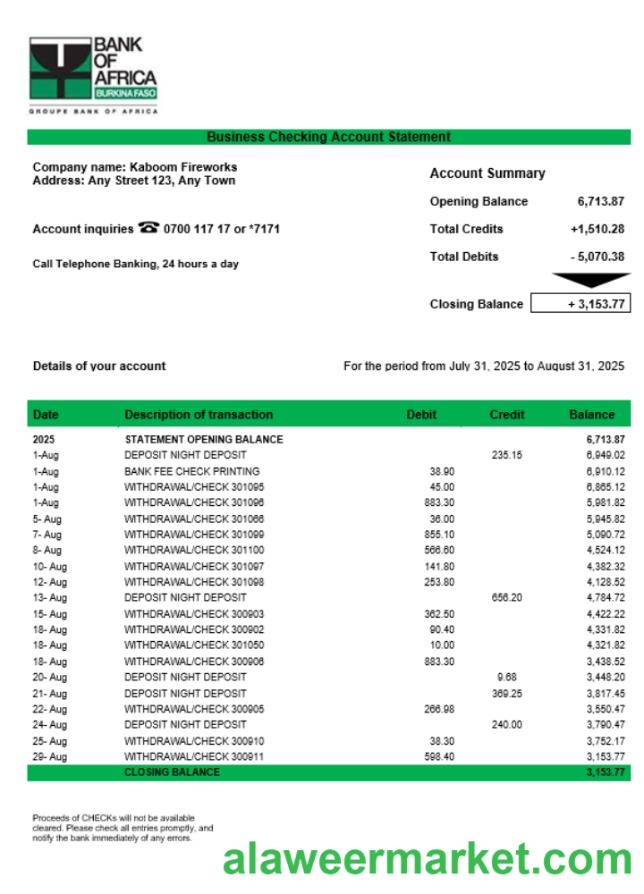 BANK
OF
AFRICA
BURKINA FASO
GROUPE BANK OF AFRICA
Business Checking Account Statement
Company name: Kaboom Fireworks
Address: Any Street 123, Any Town
Account inquiries ☎ 0700 117 17 or *7171
Call Telephone Banking, 24 hours a day
Account Summary
Opening Balance 6,713.87
Total Credits +1,510.28
Total Debits - 5,070.38
Closing Balance + 3,153.77
Details of your account For the period from July 31, 2025 to August 31, 2025
Date Description of transaction Debit Credit Balance
2025 STATEMENT OPENING BALANCE 6,713.87
1-Aug DEPOSIT NIGHT DEPOSIT 235.15 6,949.02
1-Aug BANK FEE CHECK PRINTING 38.90 6,910.12
1-Aug WITHDRAWAL/CHECK 301095 45.00 6,865.12
1-Aug WITHDRAWAL/CHECK 301096 883.30 5,981.82
5- Aug WITHDRAWAL/CHECK 301066 36.00 5,945.82
7- Aug WITHDRAWAL/CHECK 301099 855.10 5,090.72
8- Aug WITHDRAWAL/CHECK 301100 566.60 4,524.12
10- Aug WITHDRAWAL/CHECK 301097 141.80 4,382.32
12- Aug WITHDRAWAL/CHECK 301098 253.80 4,128.52
13- Aug DEPOSIT NIGHT DEPOSIT 656.20 4,784.72
15- Aug WITHDRAWAL/CHECK 300903 362.50 4,422.22
18- Aug WITHDRAWAL/CHECK 300902 90.40 4,331.82
18- Aug WITHDRAWAL/CHECK 301050 10.00 4,321.82
18- Aug WITHDRAWAL/CHECK 300906 883.30 3,438.52
20- Aug DEPOSIT NIGHT DEPOSIT 9.68 3,448.20
21- Aug DEPOSIT NIGHT DEPOSIT 369.25 3,817.45
22- Aug WITHDRAWAL/CHECK 300905 266.98 3,550.47
24- Aug DEPOSIT NIGHT DEPOSIT 240.00 3,790.47
25- Aug WITHDRAWAL/CHECK 300910 38.30 3,752.17
29- Aug WITHDRAWAL/CHECK 300911 598.40 3,153.77
CLOSING BALANCE 3,153.77
Proceeds of CHECKs will not be available
cleared. Please check all entries promptly, and
notify the bank immediately of any errors.
alaweermarket.com